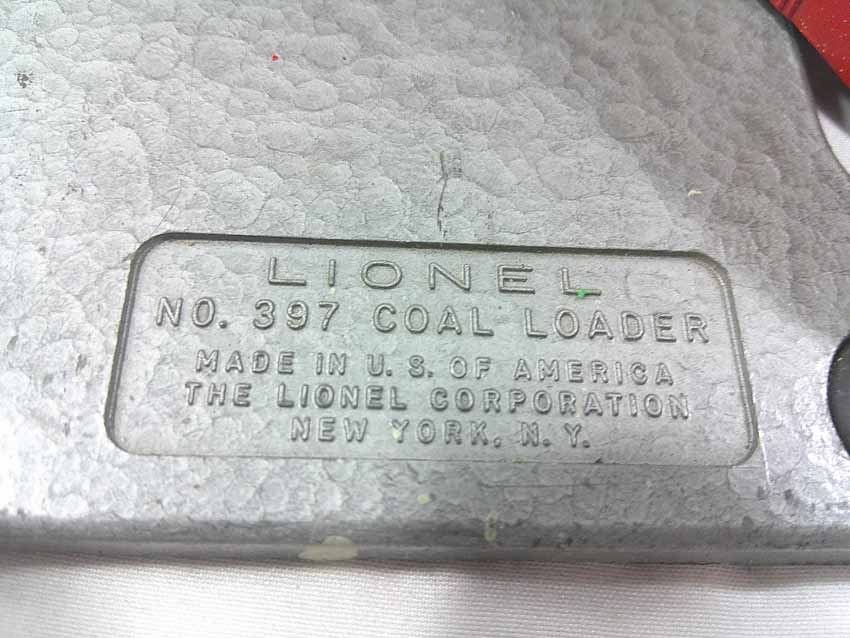 LIONEL
NO. 397 COAL LOADER
MADE IN U. S. OF AMERICA
THE LIONEL CORPORATION
NEW YORK, N. Y.